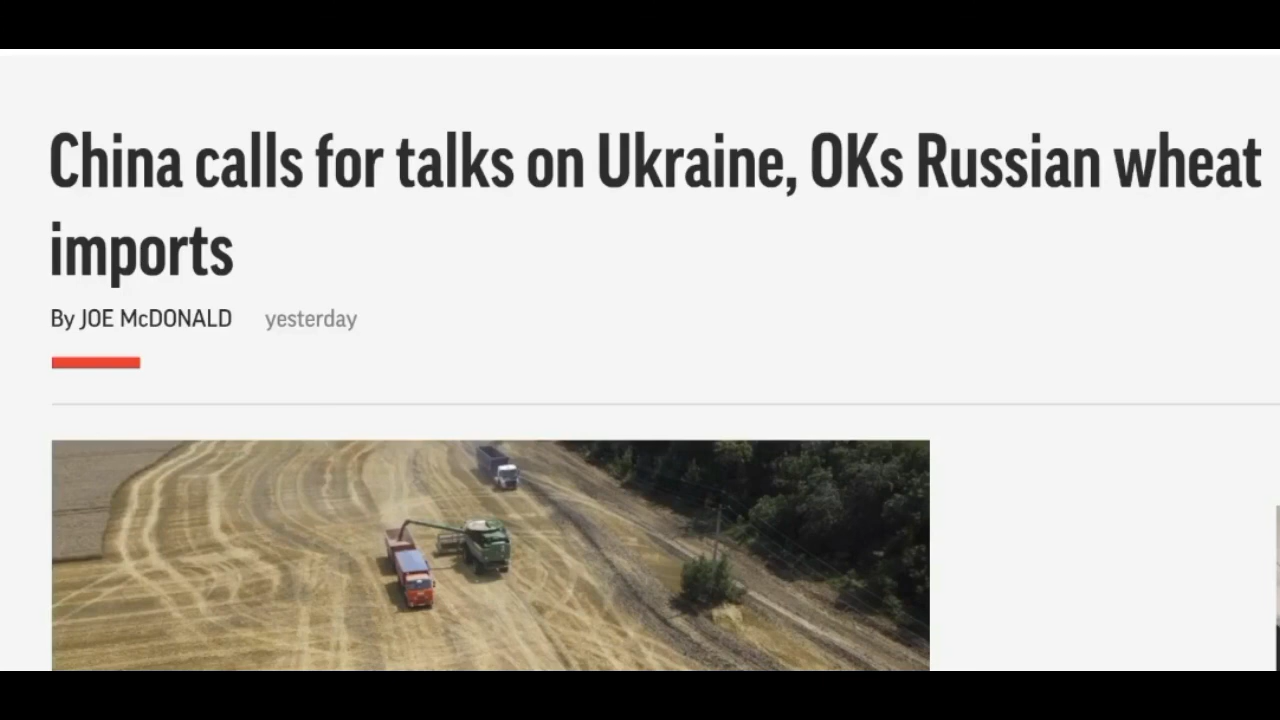 China calls for talks on Ukraine, OKs Russian wheat
imports
By JOE McDONALD yesterday